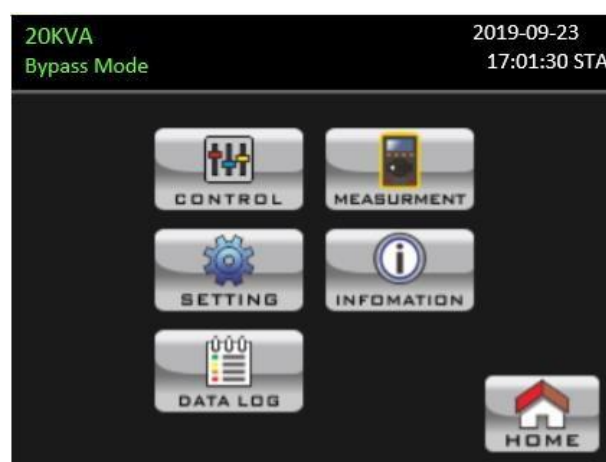 20KVA
2019-09-23
Bypass Mode
17:01:30 STA
CONTROL
MEASURMENT
SETTING
INFOMATION
DATA LOG
HOME